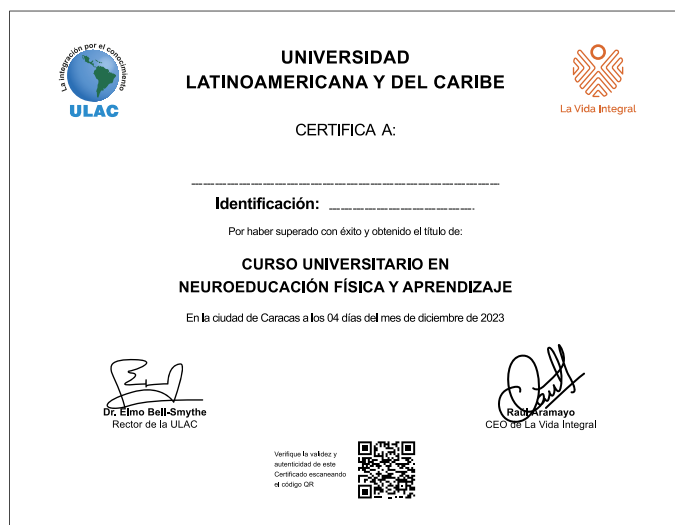 La integración por el conocimiento
ULAC
UNIVERSIDAD
LATINOAMERICANA Y DEL CARIBE
La Vida Integral
CERTIFICA A:
Identificación:
Por haber superado con éxito y obtenido el título de:
CURSO UNIVERSITARIO EN
NEUROEDUCACIÓN FÍSICA Y APRENDIZAJE
En la ciudad de Caracas a los 04 días del mes de diciembre de 2023
Dr. Elmo Bell-Smythe
Rector de la ULAC
Raúl Aramayo
CEO de La Vida Integral
Verifique la validez y
autenticidad de este
Certificado escaneando
el código QR